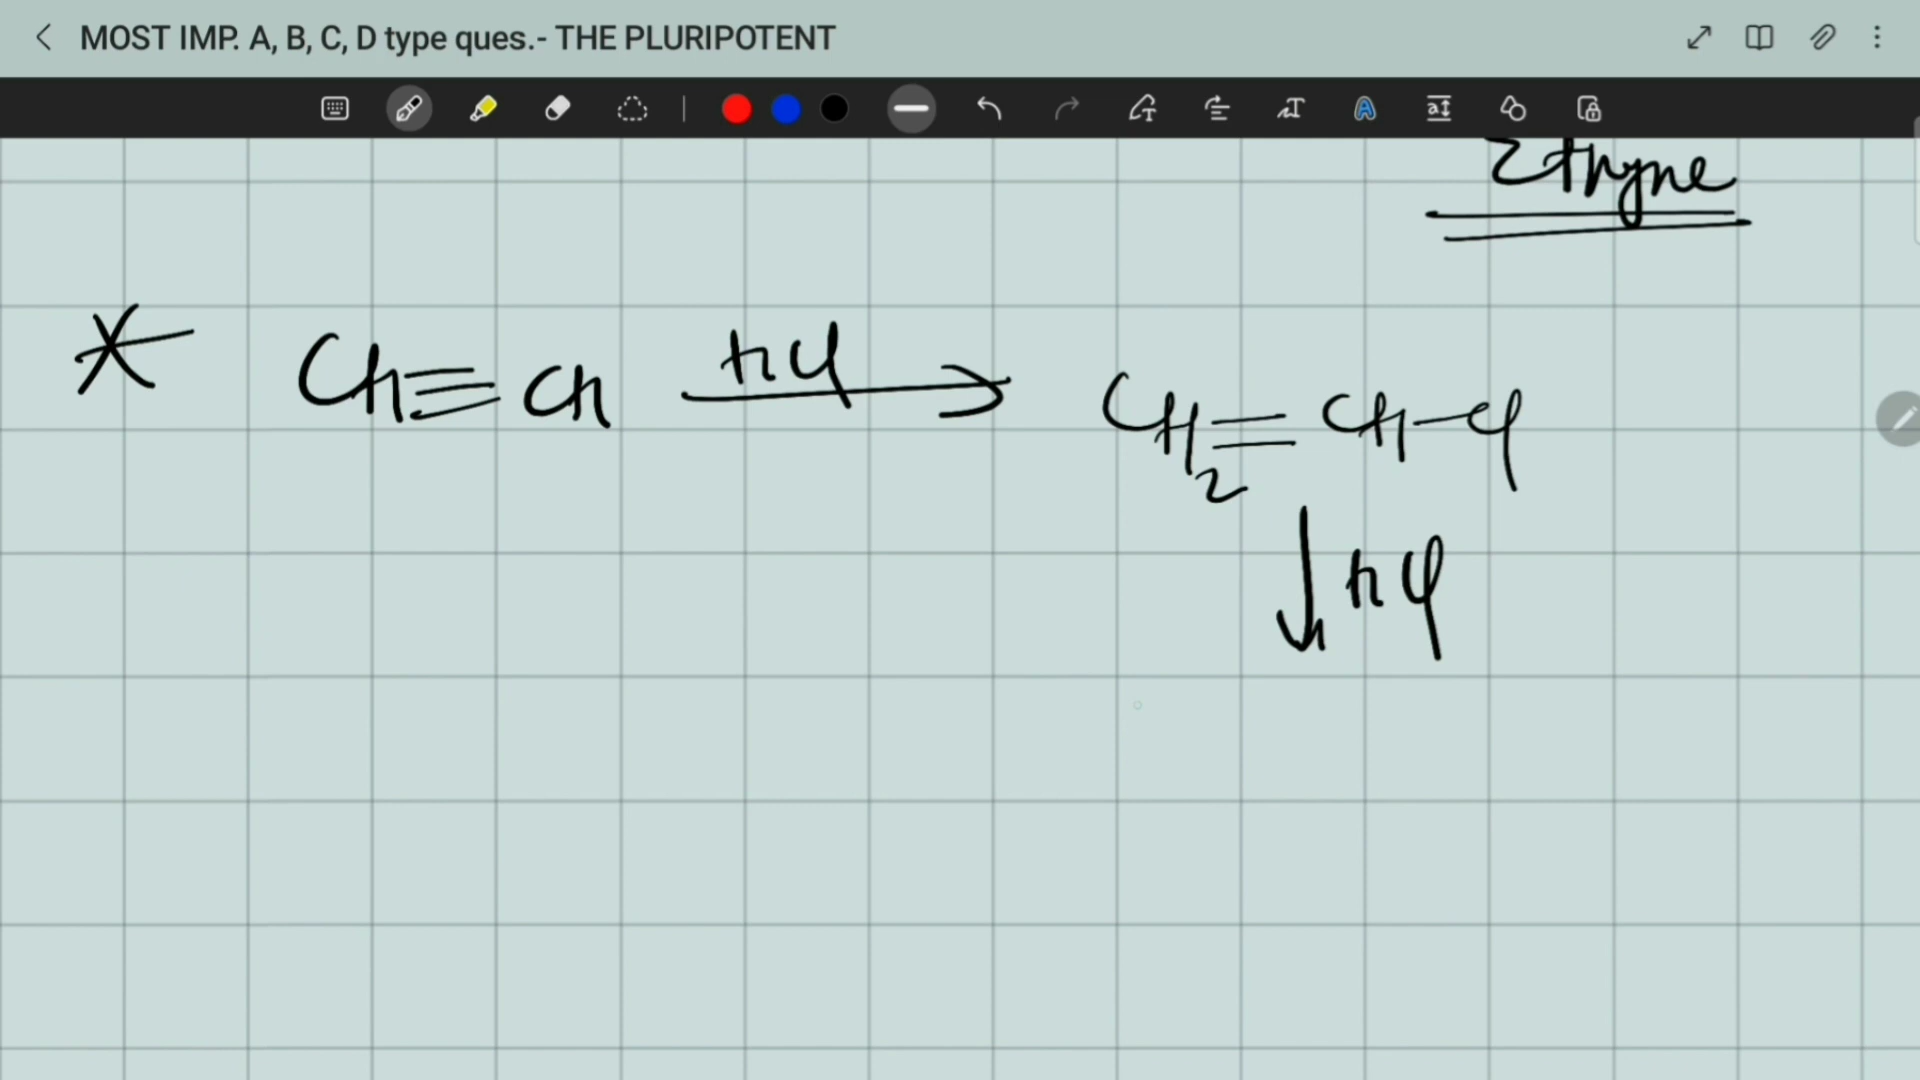 MOST IMP. A, B, C, D type ques.- THE PLURIPOTENT
Ethyne
CH≡CH HCl → CH₂=CH-Cl
↓ HCl